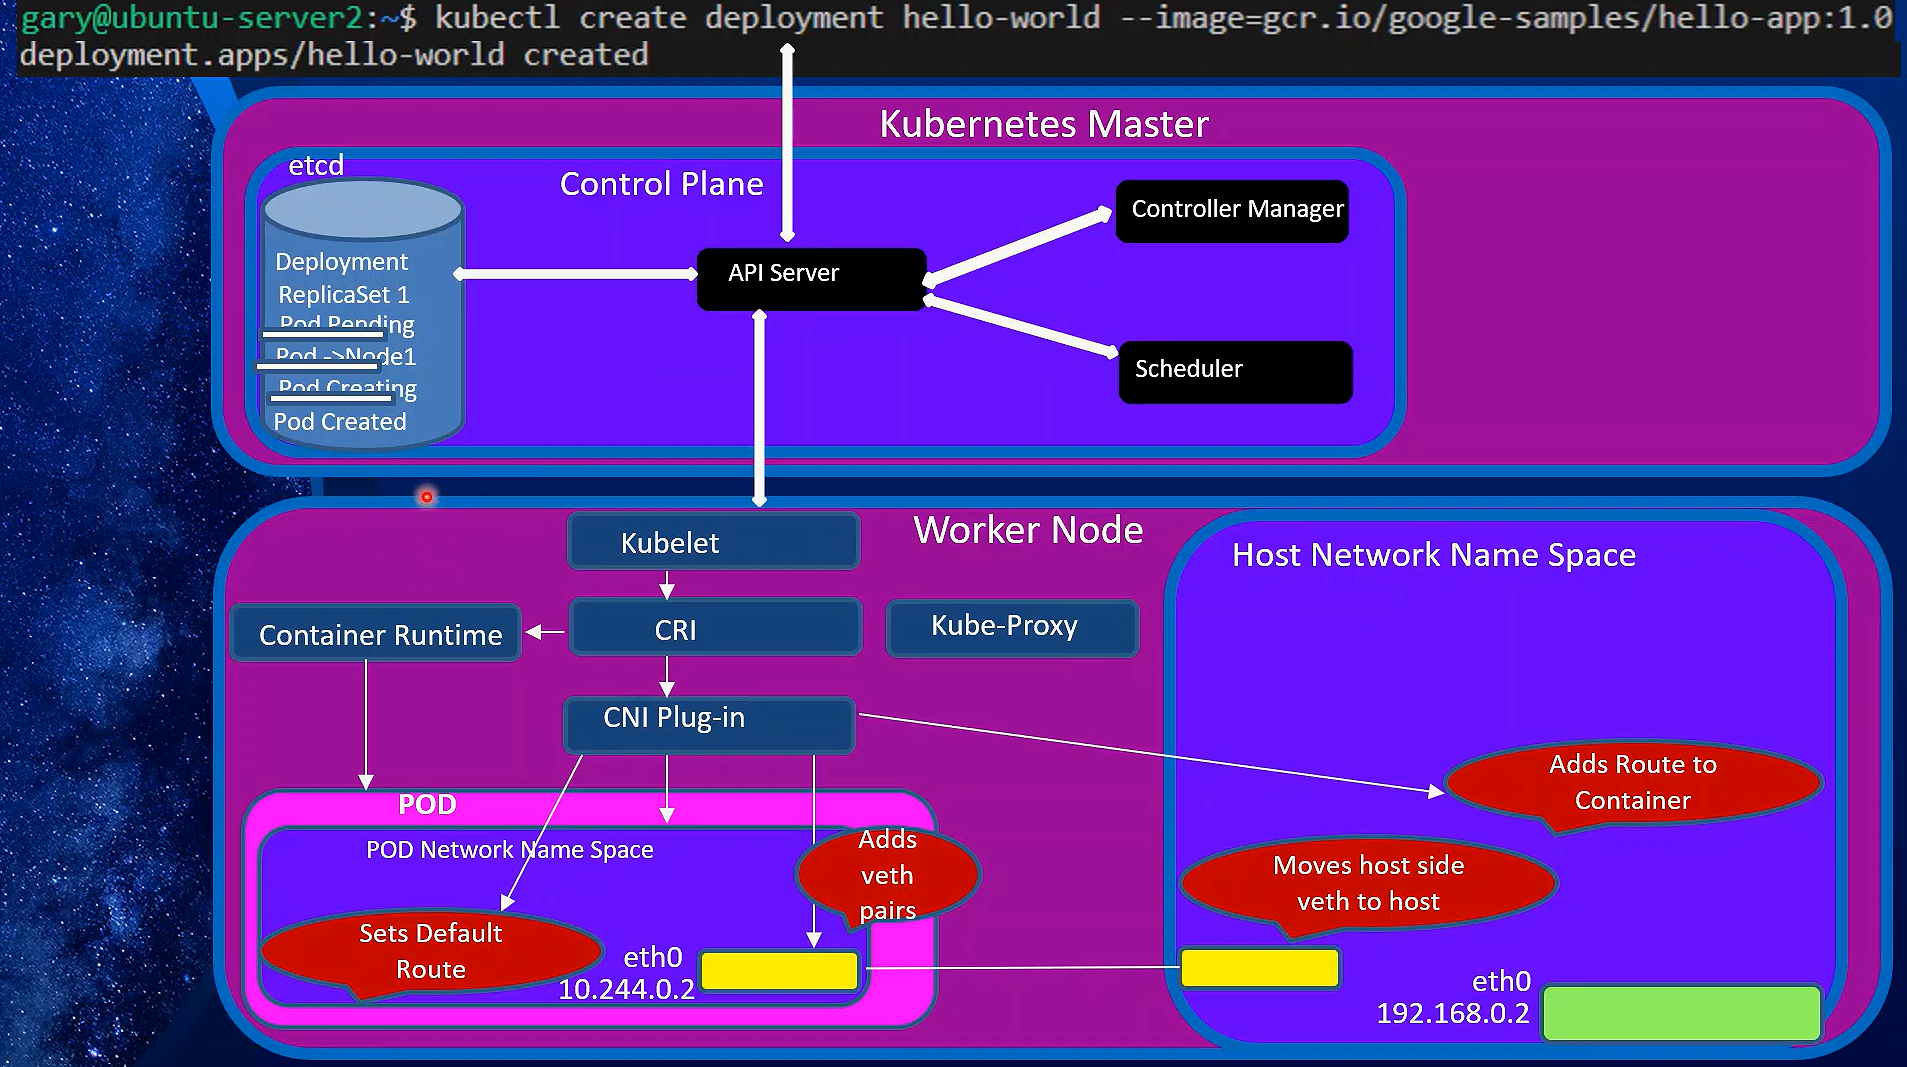 gary@ubuntu-server2:~$ kubectl create deployment hello-world --image=gcr.io/google-samples/hello-app:1.0
deployment.apps/hello-world created
Kubernetes Master
etcd
Control Plane
Controller Manager
Deployment
API Server
ReplicaSet 1
Pod Pending
Pod ->Node1
Scheduler
Pod Creating
Pod Created
Worker Node
Kubelet
Host Network Name Space
Container Runtime
CRI
Kube-Proxy
CNI Plug-in
Adds Route to
Container
POD
POD Network Name Space
Adds
veth
pairs
Moves host side
veth to host
Sets Default
Route
eth0
10.244.0.2
eth0
192.168.0.2